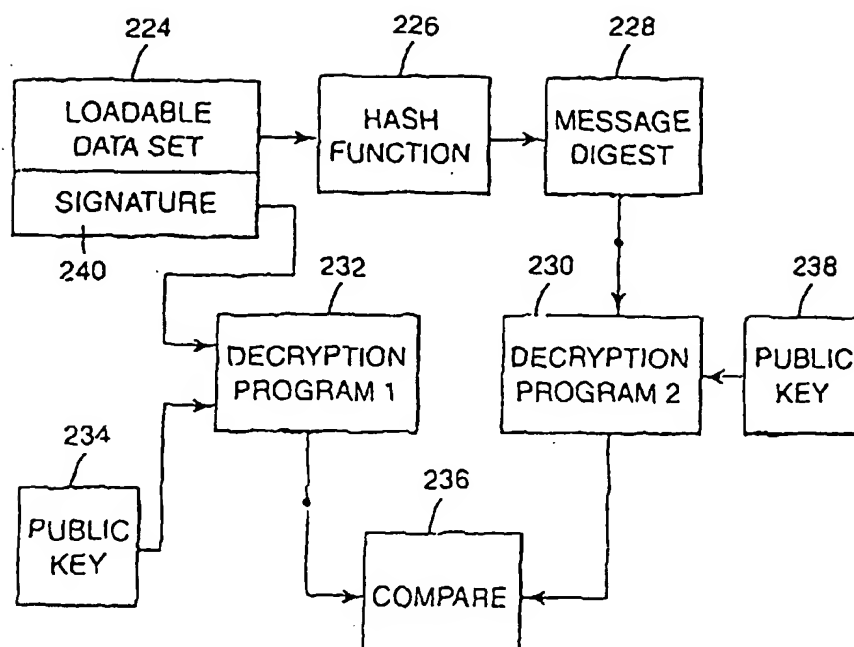 224
226
228
LOADABLE
DATA SET
HASH
FUNCTION
MESSAGE
DIGEST
SIGNATURE
240
232
230
238
DECRYPTION
PROGRAM 1
DECRYPTION
PROGRAM 2
PUBLIC
KEY
234
236
PUBLIC
KEY
COMPARE